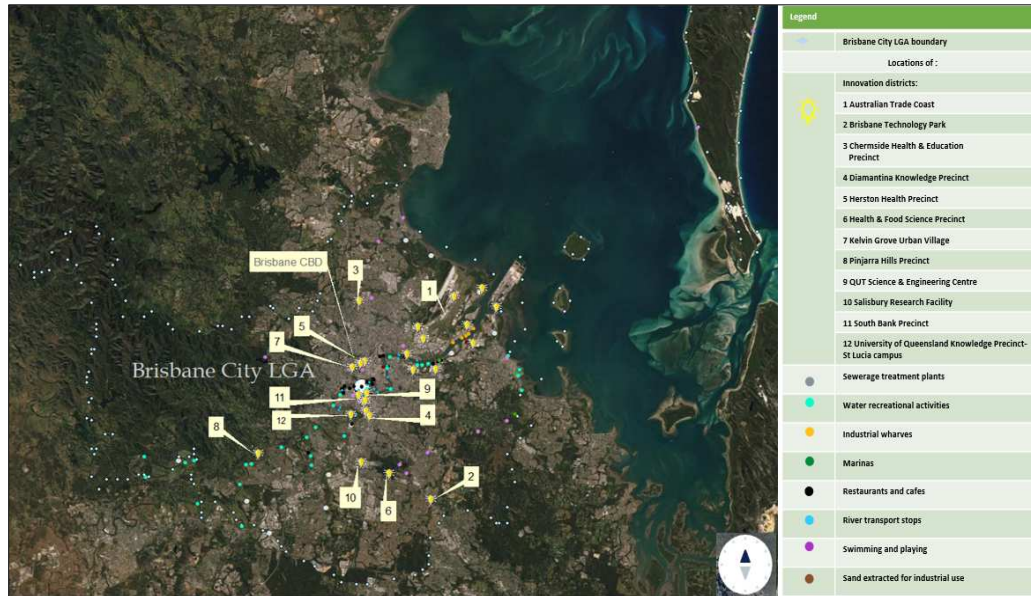 Brisbane CBD
3
1
5
7
Brisbane City LGA
9
11
12
4
8
2
10
6
Legend
Brisbane City LGA boundary
Locations of :
Innovation districts:
1 Australian Trade Coast
2 Brisbane Technology Park
3 Chermside Health & Education
Precinct
4 Diamantina Knowledge Precinct
5 Herston Health Precinct
6 Health & Food Science Precinct
7 Kelvin Grove Urban Village
8 Pinjarra Hills Precinct
9 QUT Science & Engineering Centre
10 Salisbury Research Facility
11 South Bank Precinct
12 University of Queensland Knowledge Precinct-
St Lucia campus
Sewerage treatment plants
Water recreational activities
Industrial wharves
Marinas
Restaurants and cafes
River transport stops
Swimming and playing
Sand extracted for industrial use